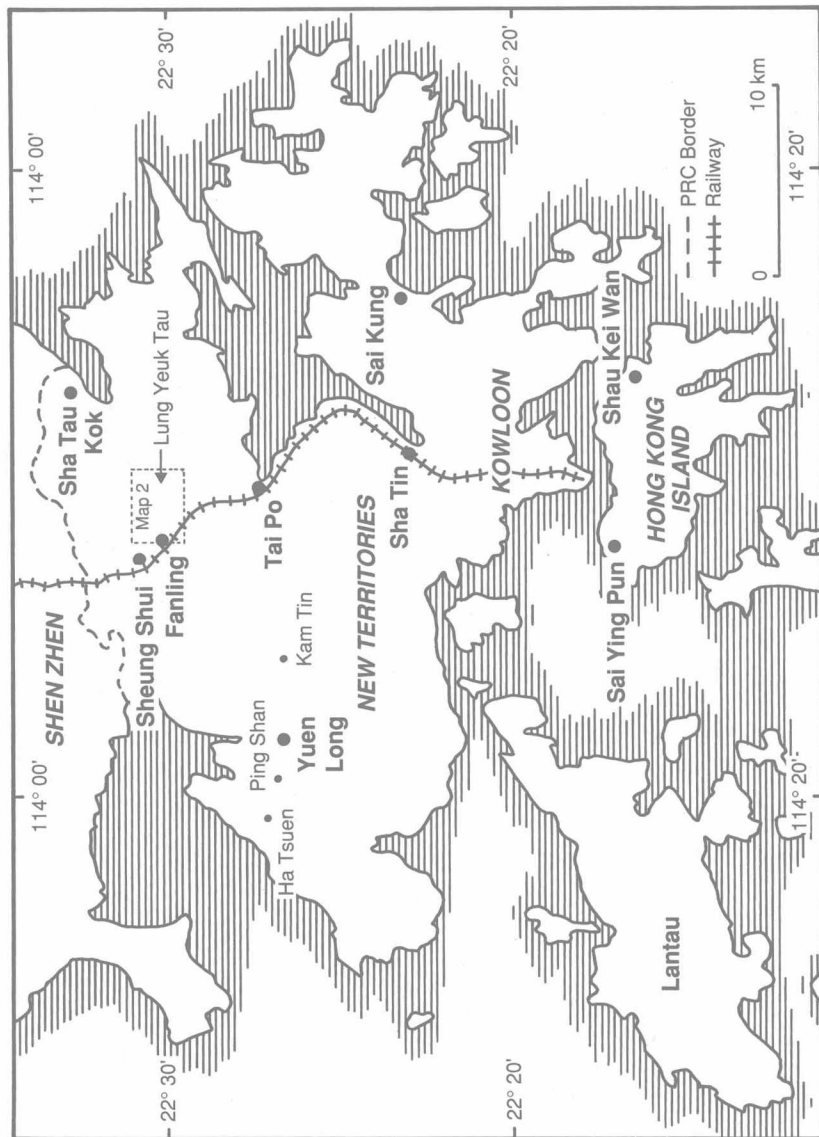 114° 00'
114° 00'
SHEN ZHEN
Sha Tau
Kok
Map 2
Lung Yeuk Tau
Sheung Shui
22° 30'
22° 30'
Fanling
Ping Shan
Ha Tsuen
Kam Tin
Tai Po
Yuen
Long
NEW TERRITORIES
Sai Kung
Sha Tin
KOWLOON
22° 20'
22° 20'
Sai Ying Pun
Shau Kei Wan
HONG KONG
ISLAND
Lantau
PRC Border
Railway
0
10 km
114° 20'
114° 20'